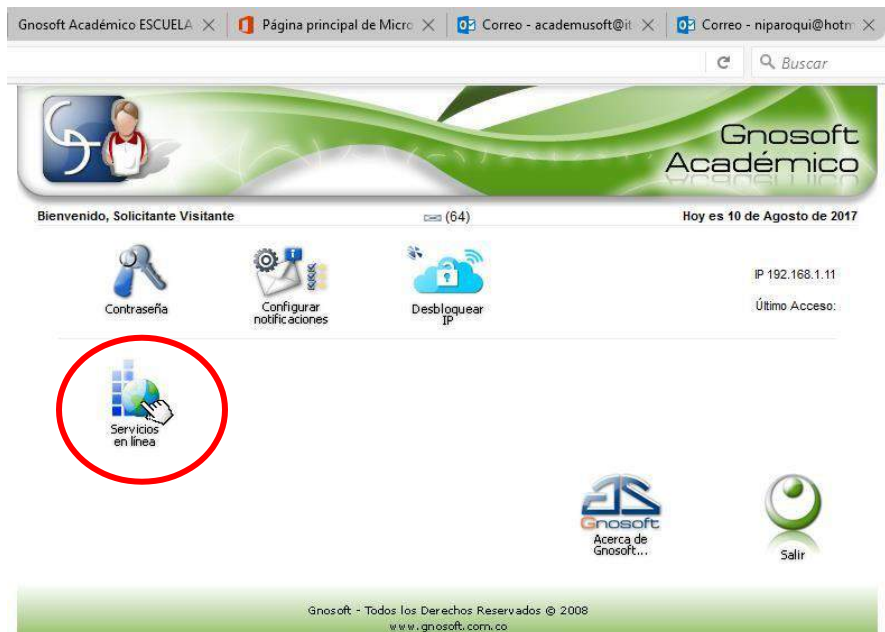 Gnosoft Académico ESCUELA
Página principal de Micro
Correo - academusoft@it
Correo - niparoqui@hotm
Buscar
Gnosoft
Académico
Bienvenido, Solicitante Visitante
(64)
Hoy es 10 de Agosto de 2017
Contraseña
Configurar
notificaciones
Desbloquear
IP
IP 192.168.1.11
Último Acceso:
Servicios
en línea
Gnosoft
Acerca de
Gnosoft...
Salir
Gnosoft - Todos los Derechos Reservados © 2008
www.gnosoft.com.co